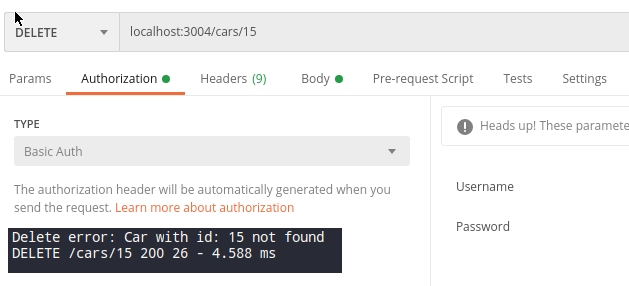 DELETE
localhost:3004/cars/15
Params
Authorization
Headers (9)
Body
Pre-request Script
Tests
Settings
TYPE
Basic Auth
The authorization header will be automatically generated when you
send the request. Learn more about authorization
Heads up! These paramete
Username
Password
Delete error: Car with id: 15 not found
DELETE /cars/15 200 26 - 4.588 ms